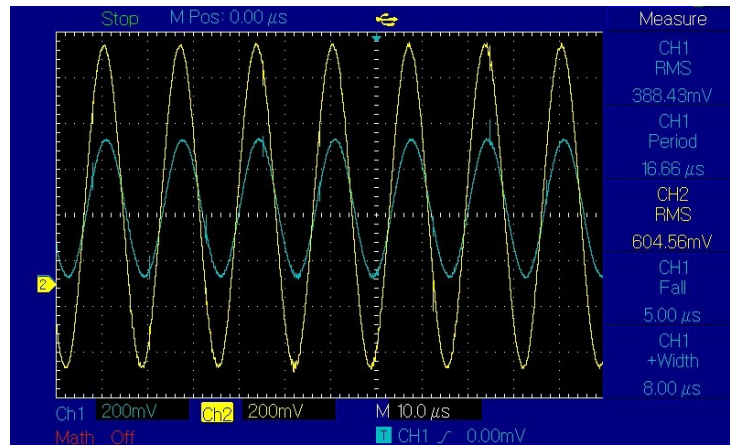 Stop M Pos: 0.00 μs
Measure
CH1
RMS
388.43mV
CH1
Period
16.66 μs
CH2
RMS
604.56mV
CH1
Fall
5.00 μs
CH1
+Width
8.00 μs
2
Ch1 200mV Ch2 200mV M 10.0 μs
Math Off T CH1 0.00mV